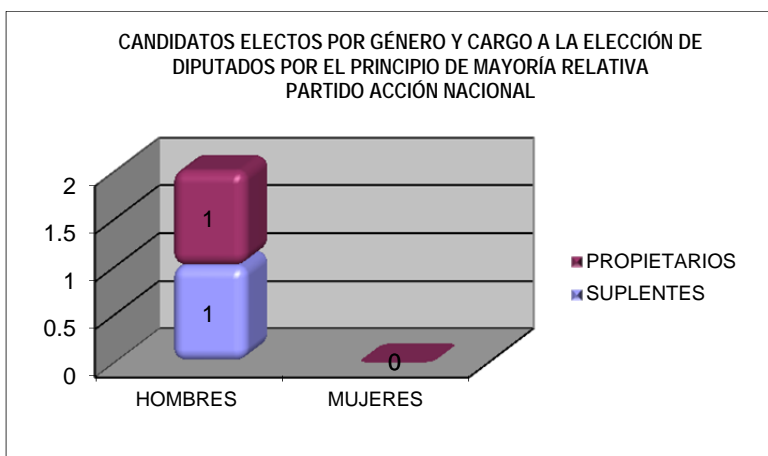 CANDIDATOS ELECTOS POR GÉNERO Y CARGO A LA ELECCIÓN DE
DIPUTADOS POR EL PRINCIPIO DE MAYORÍA RELATIVA
PARTIDO ACCIÓN NACIONAL
2
1.5
1
0.5
0
1
1
0
HOMBRES
MUJERES
PROPIETARIOS
SUPLENTES